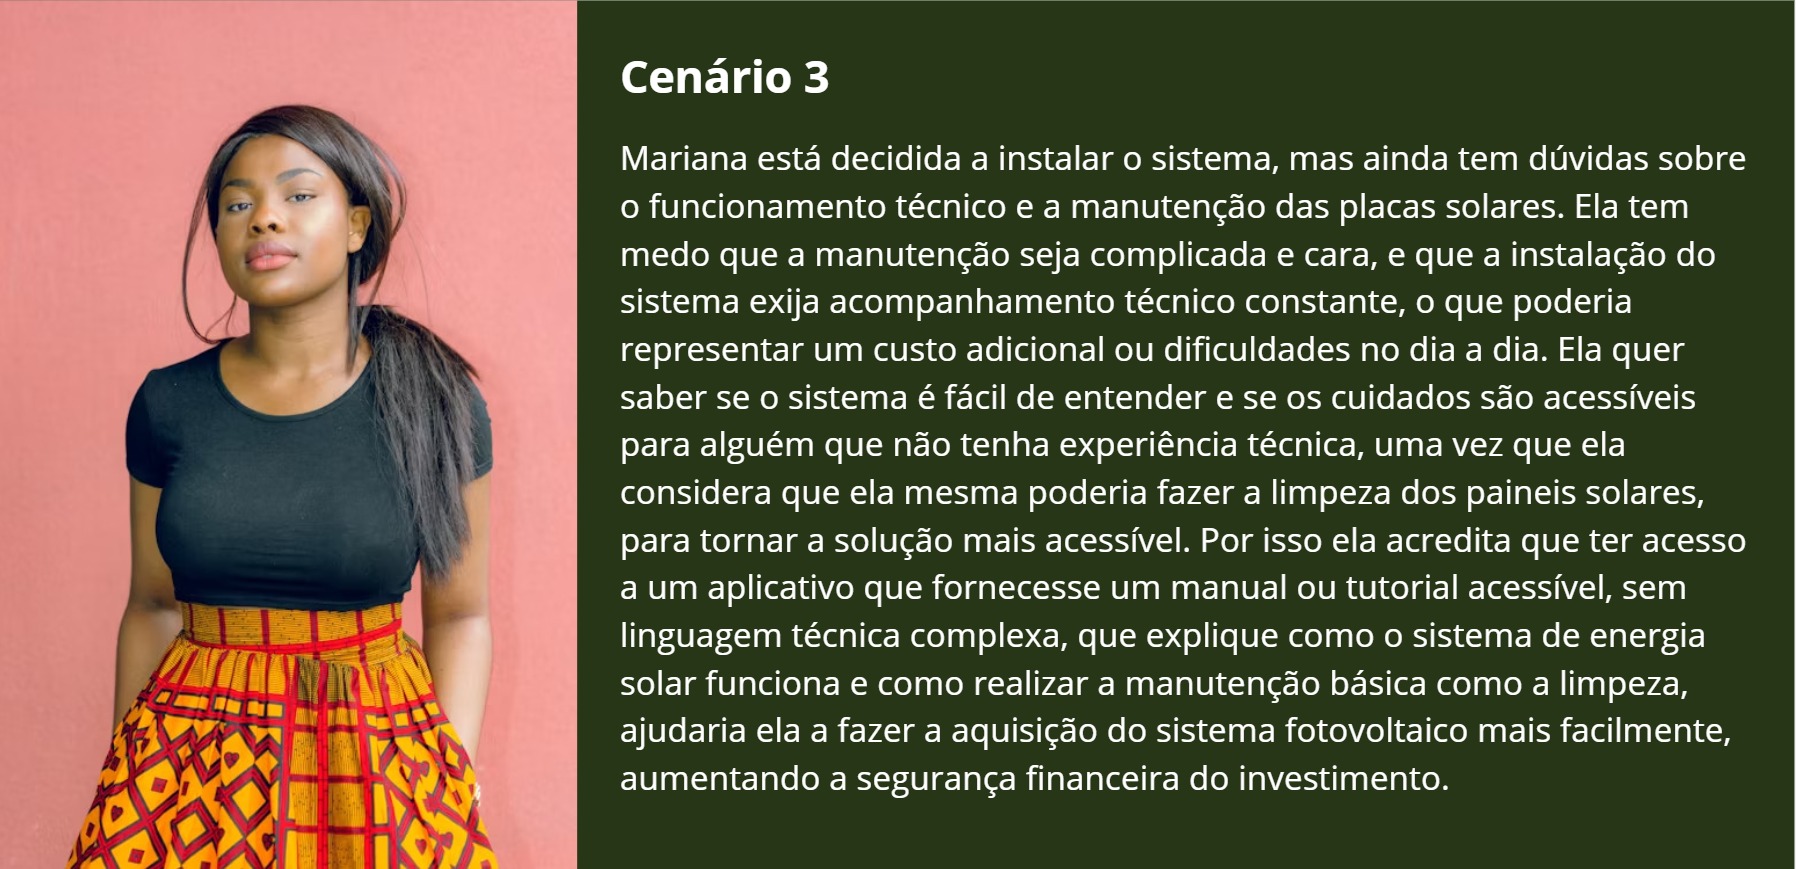 Cenário 3
Mariana está decidida a instalar o sistema, mas ainda tem dúvidas sobre
o funcionamento técnico e a manutenção das placas solares. Ela tem
medo que a manutenção seja complicada e cara, e que a instalação do
sistema exija acompanhamento técnico constante, o que poderia
representar um custo adicional ou dificuldades no dia a dia. Ela quer
saber se o sistema é fácil de entender e se os cuidados são acessíveis
para alguém que não tenha experiência técnica, uma vez que ela
considera que ela mesma poderia fazer a limpeza dos paineis solares,
para tornar a solução mais acessível. Por isso ela acredita que ter acesso
a um aplicativo que fornecesse um manual ou tutorial acessível, sem
linguagem técnica complexa, que explique como o sistema de energia
solar funciona e como realizar a manutenção básica como a limpeza,
ajudaria ela a fazer a aquisição do sistema fotovoltaico mais facilmente,
aumentando a segurança financeira do investimento.